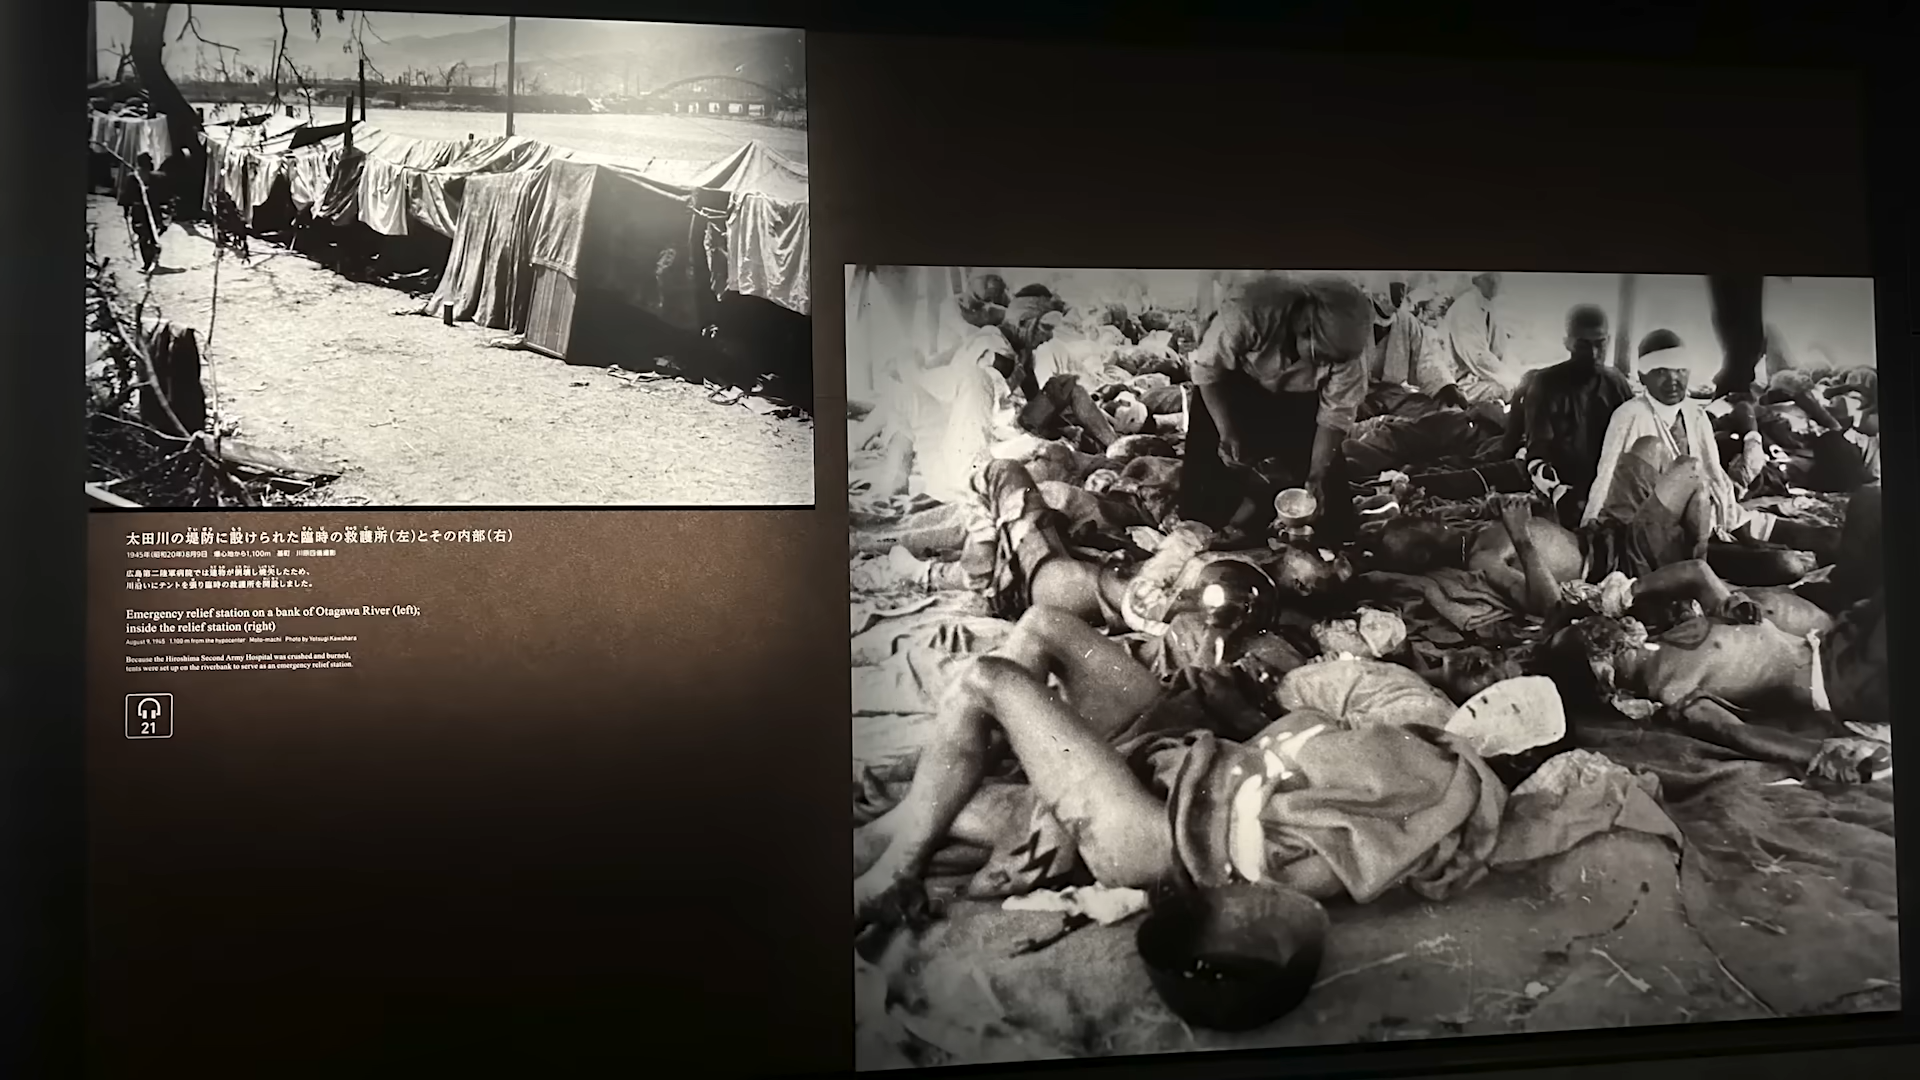 太田川の堤防に設けられた臨時の救護所(左)とその内部(右)
1945年(昭和20年)8月9日 爆心地から1,100m 基町 川原四儀撮影
広島第二陸軍病院では建物が倒壊し焼失したため、
川沿いにテントを張り臨時の救護所を開設しました。
Emergency relief station on a bank of Otagawa River (left);
inside the relief station (right)
August 9, 1945 1,100 m from the hypocenter Moto-machi Photo by Yotsugi Kawahara
Because the Hiroshima Second Army Hospital was crushed and burned,
tents were set up on the riverbank to serve as an emergency relief station.
21